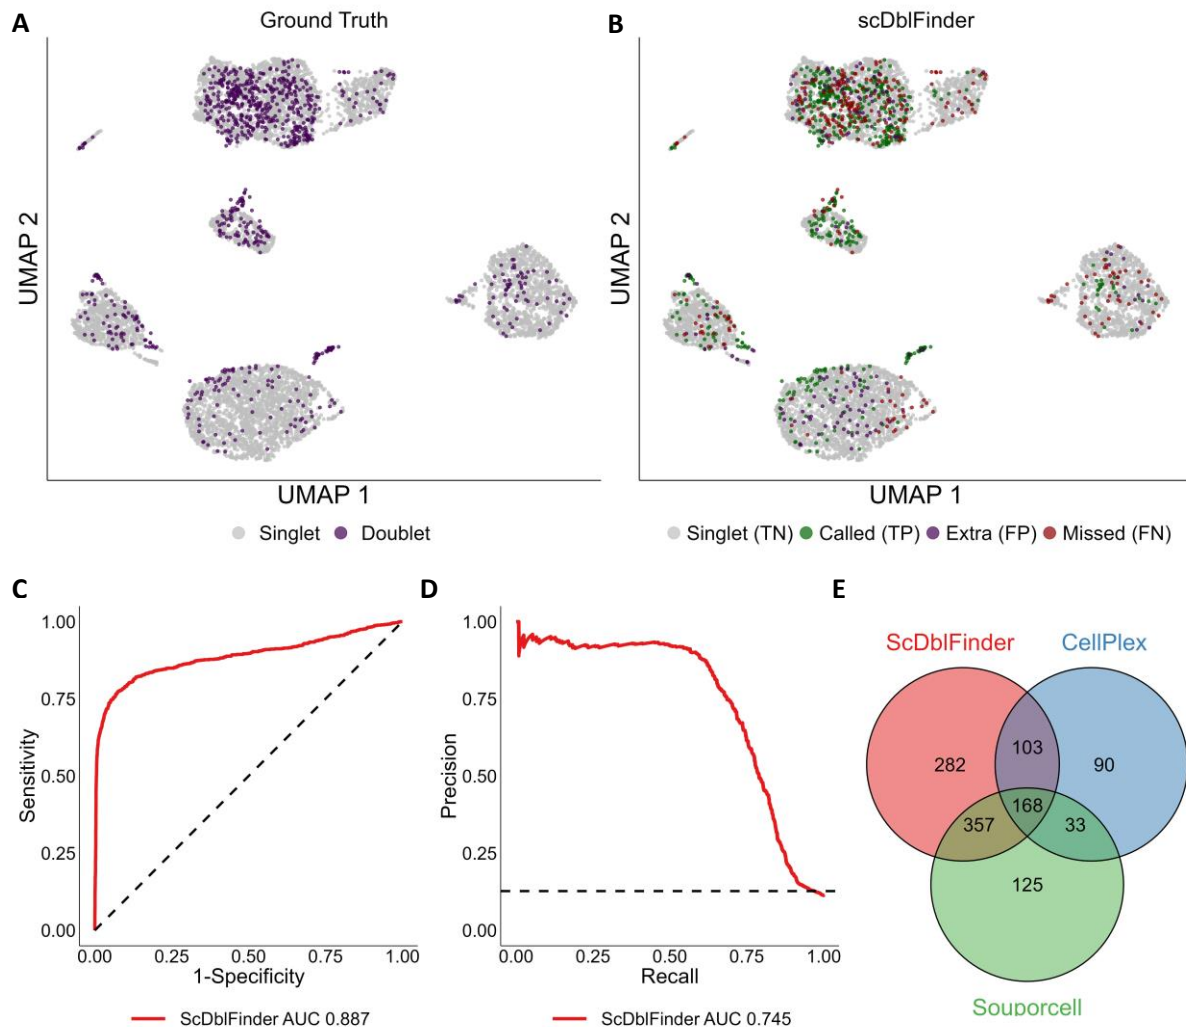 A
Ground Truth
UMAP 2
UMAP 1
Singlet
Doublet
B
scDblFinder
UMAP 2
UMAP 1
Singlet (TN)
Called (TP)
Extra (FP)
Missed (FN)
C
Sensitivity
1.00
0.75
0.50
0.25
0.00
0.00 0.25 0.50 0.75 1.00
1-Specificity
ScDblFinder AUC 0.887
D
Precision
1.00
0.75
0.50
0.25
0.00
0.00 0.25 0.50 0.75 1.00
Recall
ScDblFinder AUC 0.745
E
ScDblFinder
CellPlex
282
103
90
168
357
33
125
Souporcell